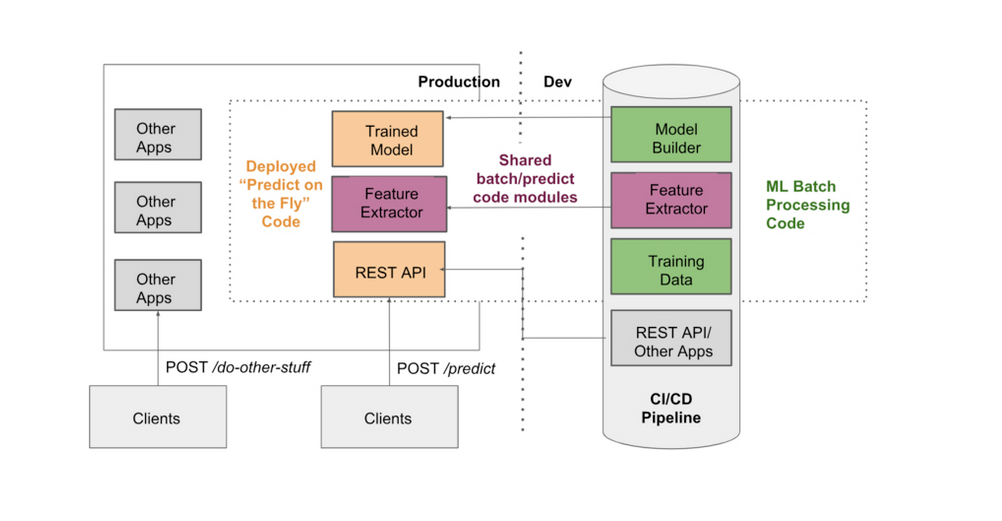 Production
Dev
Other
Apps
Other
Apps
Other
Apps
Deployed
“Predict on
the Fly”
Code
Trained
Model
Feature
Extractor
REST API
Shared
batch/predict
code modules
Model
Builder
Feature
Extractor
Training
Data
REST API/
Other Apps
CI/CD
Pipeline
ML Batch
Processing
Code
POST /do-other-stuff
POST /predict
Clients
Clients